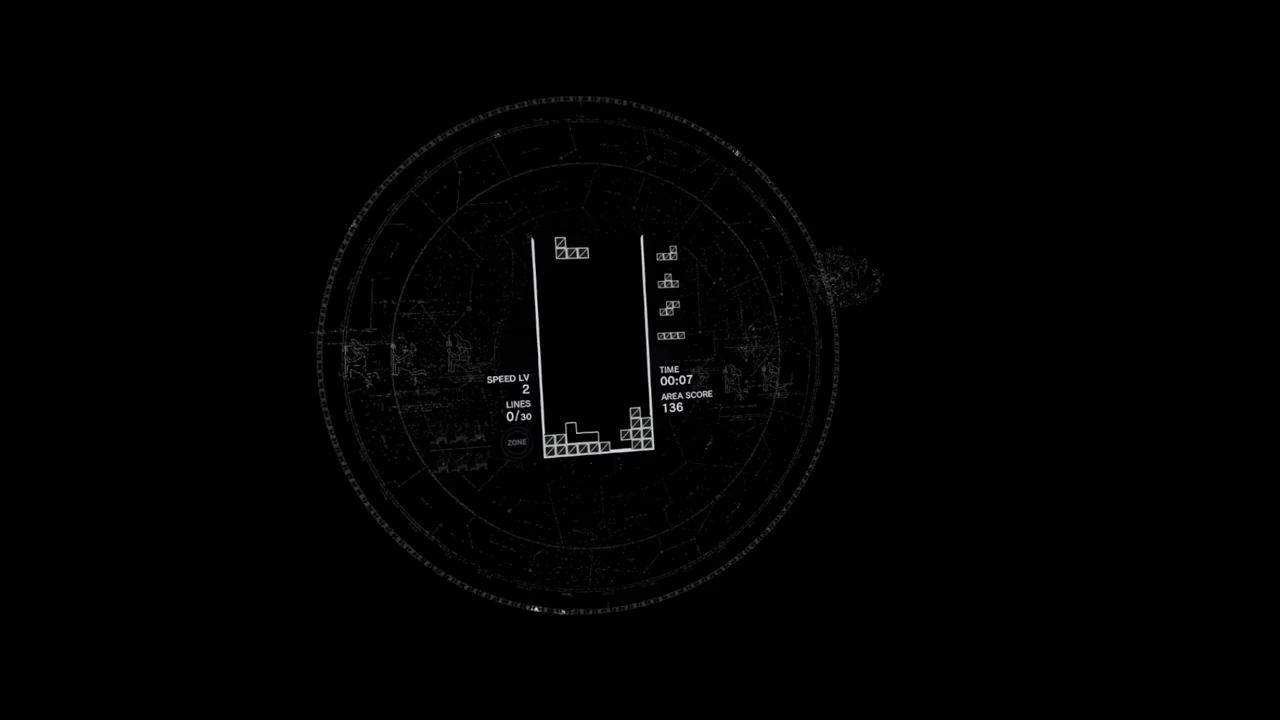 SPEED LV
2
LINES
0/30
ZONE
TIME
00:07
AREA SCORE
136